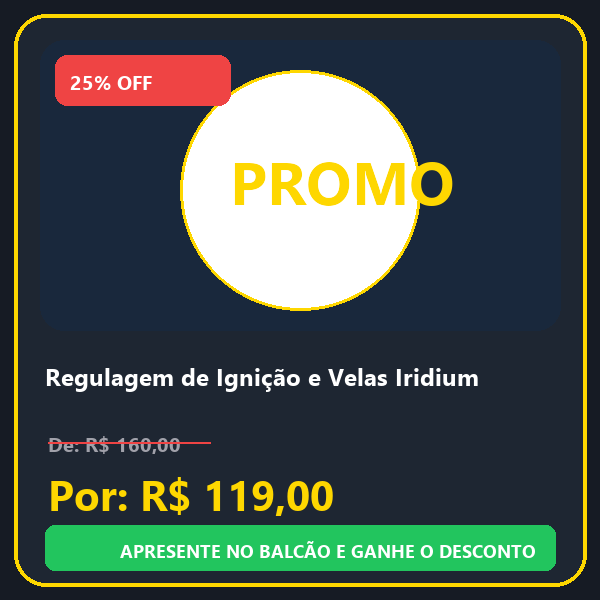 25% OFF
PROMO
Regulagem de Ignição e Velas Iridium
De: R$ 160,00
Por: R$ 119,00
APRESENTE NO BALCÃO E GANHE O DESCONTO